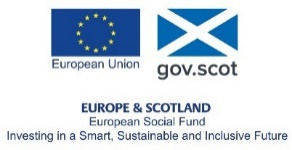 European Union
gov.scot
EUROPE & SCOTLAND
European Social Fund
Investing in a Smart, Sustainable and Inclusive Future